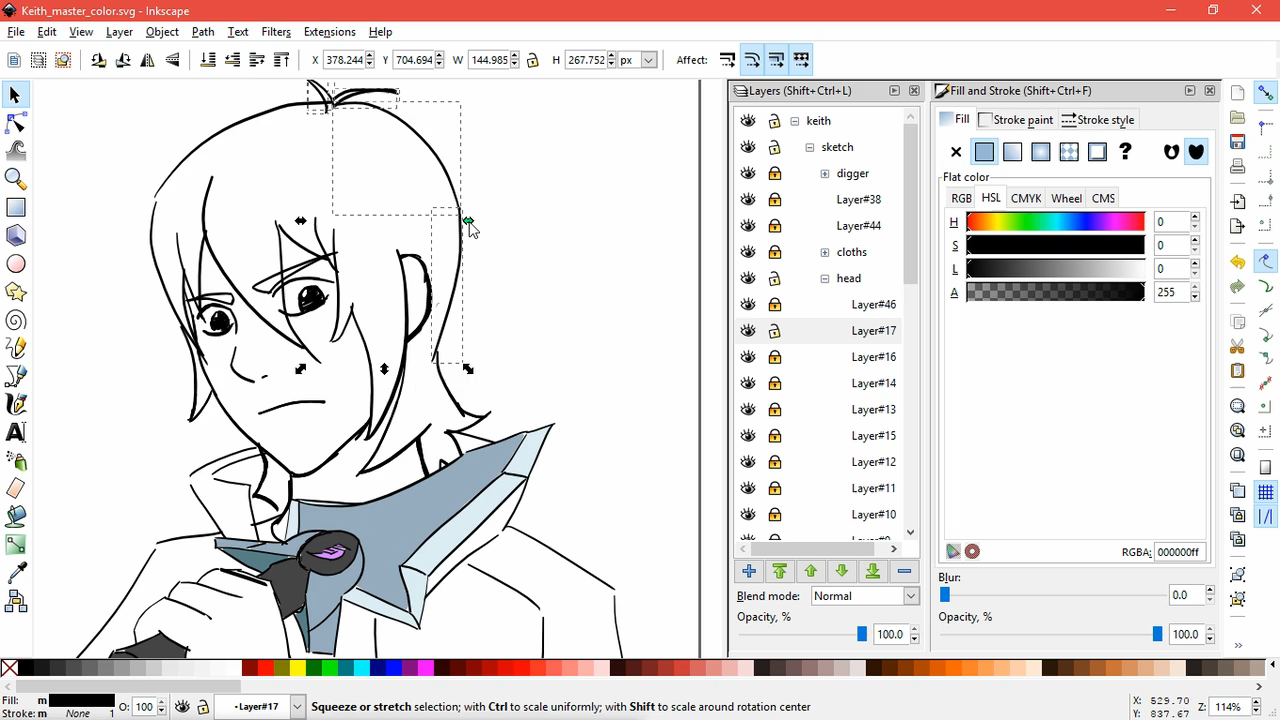 Keith_master_color.svg - Inkscape
File Edit View Layer Object Path Text Filters Extensions Help
X 378.244 Y 704.694 W 144.985 H 267.752 px Affect:
Layers (Shift+Ctrl+L)
Fill and Stroke (Shift+Ctrl+F)
keith
sketch
digger
Layer#38
Layer#44
cloths
head
Layer#46
Layer#17
Layer#16
Layer#14
Layer#13
Layer#15
Layer#12
Layer#11
Layer#10
Blend mode: Normal
Opacity, % 100.0
Fill Stroke paint Stroke style
?
Flat color
RGB HSL CMYK Wheel CMS
H 0
S 0
L 0
A 255
RGBA: 000000ff
Blur:
0.0
Opacity, %
100.0
Fill: m
Stroke: m None 1
O: 100
•Layer#17
Squeeze or stretch selection; with Ctrl to scale uniformly; with Shift to scale around rotation center
X: 529.70
Y: 837.67
Z: 114%